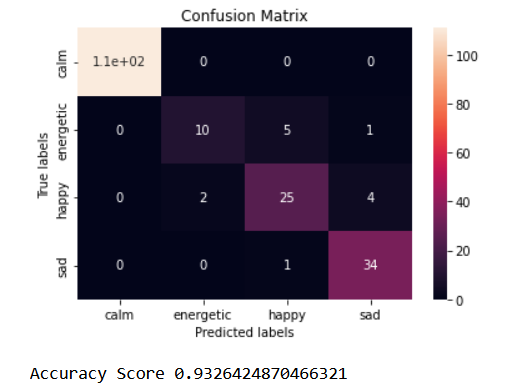 Confusion Matrix
True labels
calm
energetic
happy
sad
1.1e+02 0 0 0
0 10 5 1
0 2 25 4
0 0 1 34
calm energetic happy sad
Predicted labels
100
80
60
40
20
0
Accuracy Score 0.9326424870466321